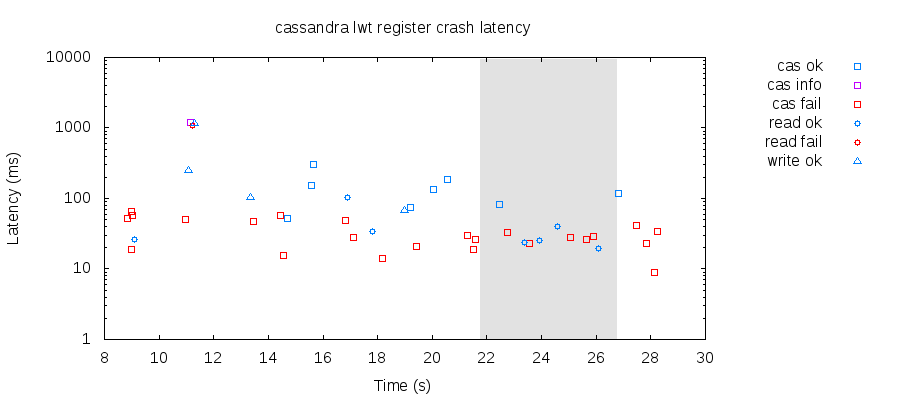 cassandra lwt register crash latency
10000
1000
100
10
1
Latency (ms)
8 10 12 14 16 18 20 22 24 26 28 30
Time (s)
cas ok
cas info
cas fail
read ok
read fail
write ok